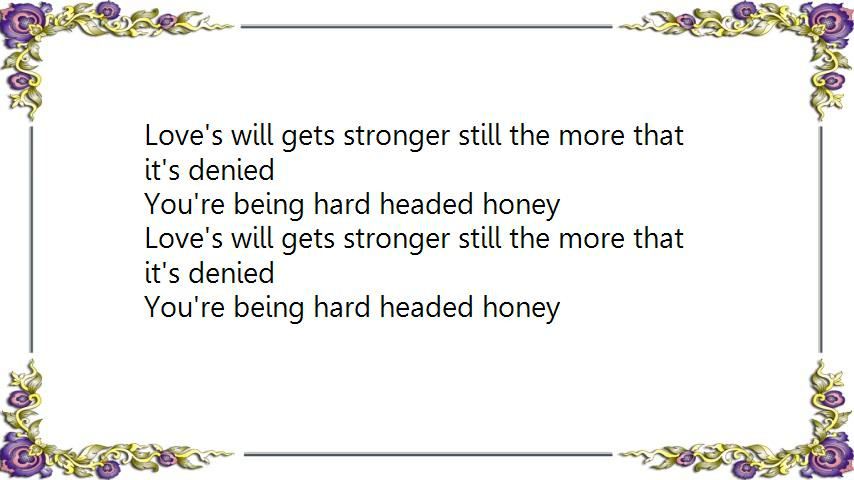 Love's will gets stronger still the more that
it's denied
You're being hard headed honey
Love's will gets stronger still the more that
it's denied
You're being hard headed honey